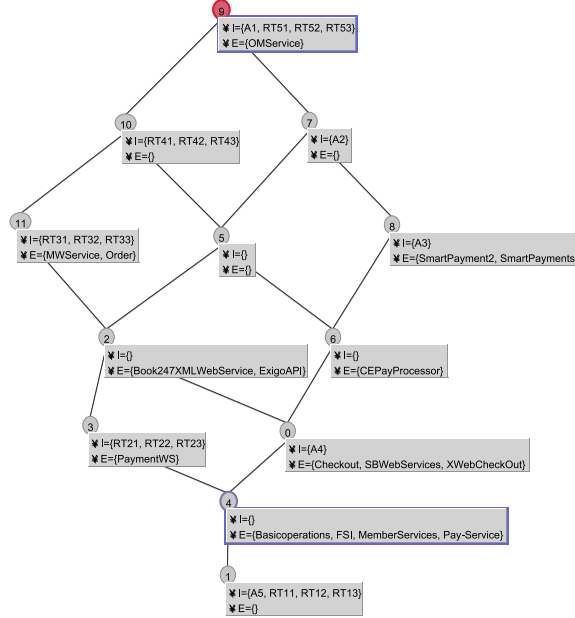 9
¥ I={A1, RT51, RT52, RT53}
¥ E={OMService}
10
¥ I={RT41, RT42, RT43}
¥ E={}
7
¥ I={A2}
¥ E={}
11
¥ I={RT31, RT32, RT33}
¥ E={MWService, Order}
5
¥ I={}
¥ E={}
8
¥ I={A3}
¥ E={SmartPayment2, SmartPayments
2
¥ I={}
¥ E={Book247XMLWebService, ExigoAPI}
6
¥ I={}
¥ E={CEPayProcessor}
3
¥ I={RT21, RT22, RT23}
¥ E={PaymentWS}
0
¥ I={A4}
¥ E={Checkout, SBWebServices, XWebCheckOut}
4
¥ I={}
¥ E={Basicoperations, FSI, MemberServices, Pay-Service}
1
¥ I={A5, RT11, RT12, RT13}
¥ E={}